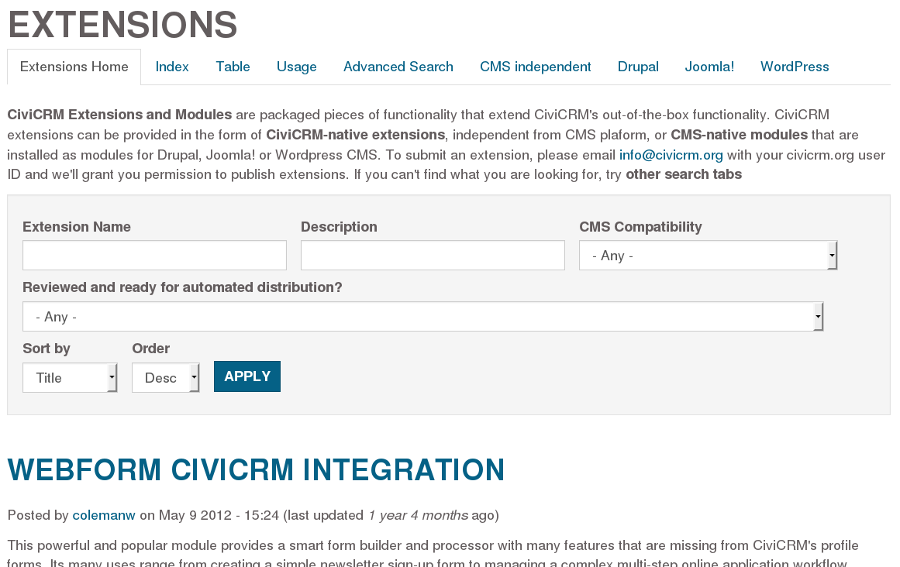 EXTENSIONS
Extensions Home Index Table Usage Advanced Search CMS independent Drupal Joomla! WordPress
CiviCRM Extensions and Modules are packaged pieces of functionality that extend CiviCRM's out-of-the-box functionality. CiviCRM
extensions can be provided in the form of CiviCRM-native extensions, independent from CMS plaform, or CMS-native modules that are
installed as modules for Drupal, Joomla! or Wordpress CMS. To submit an extension, please email info@civicrm.org with your civicrm.org user
ID and we'll grant you permission to publish extensions. If you can't find what you are looking for, try other search tabs
Extension Name Description CMS Compatibility
- Any -
Reviewed and ready for automated distribution?
- Any -
Sort by Order
Title Desc APPLY
WEBFORM CIVICRM INTEGRATION
Posted by colemanw on May 9 2012 - 15:24 (last updated 1 year 4 months ago)
This powerful and popular module provides a smart form builder and processor with many features that are missing from CiviCRM's profile
forms. Its many uses range from creating a simple newsletter sign-up form to managing a complex multi-step online application workflow.